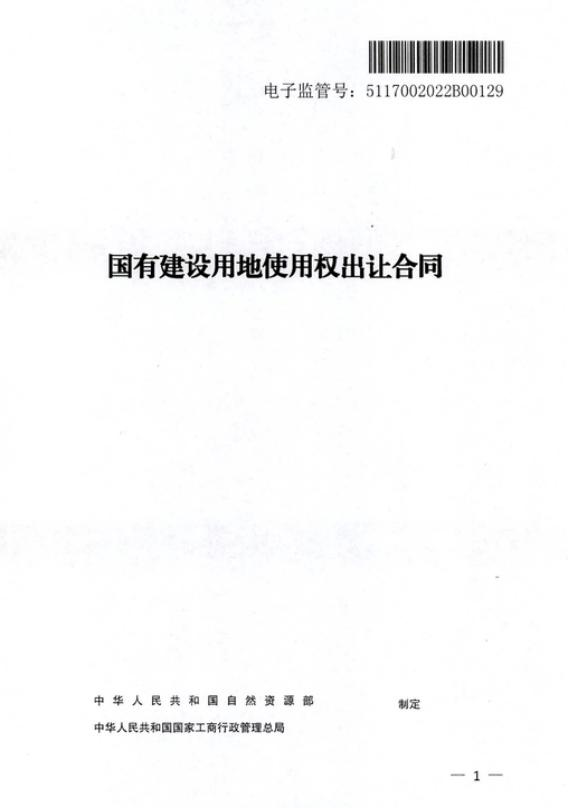 电子监管号：5117002022B00129
国有建设用地使用权出让合同
中华人民共和国自然资源部 制定
中华人民共和国国家工商行政管理总局
— 1 —